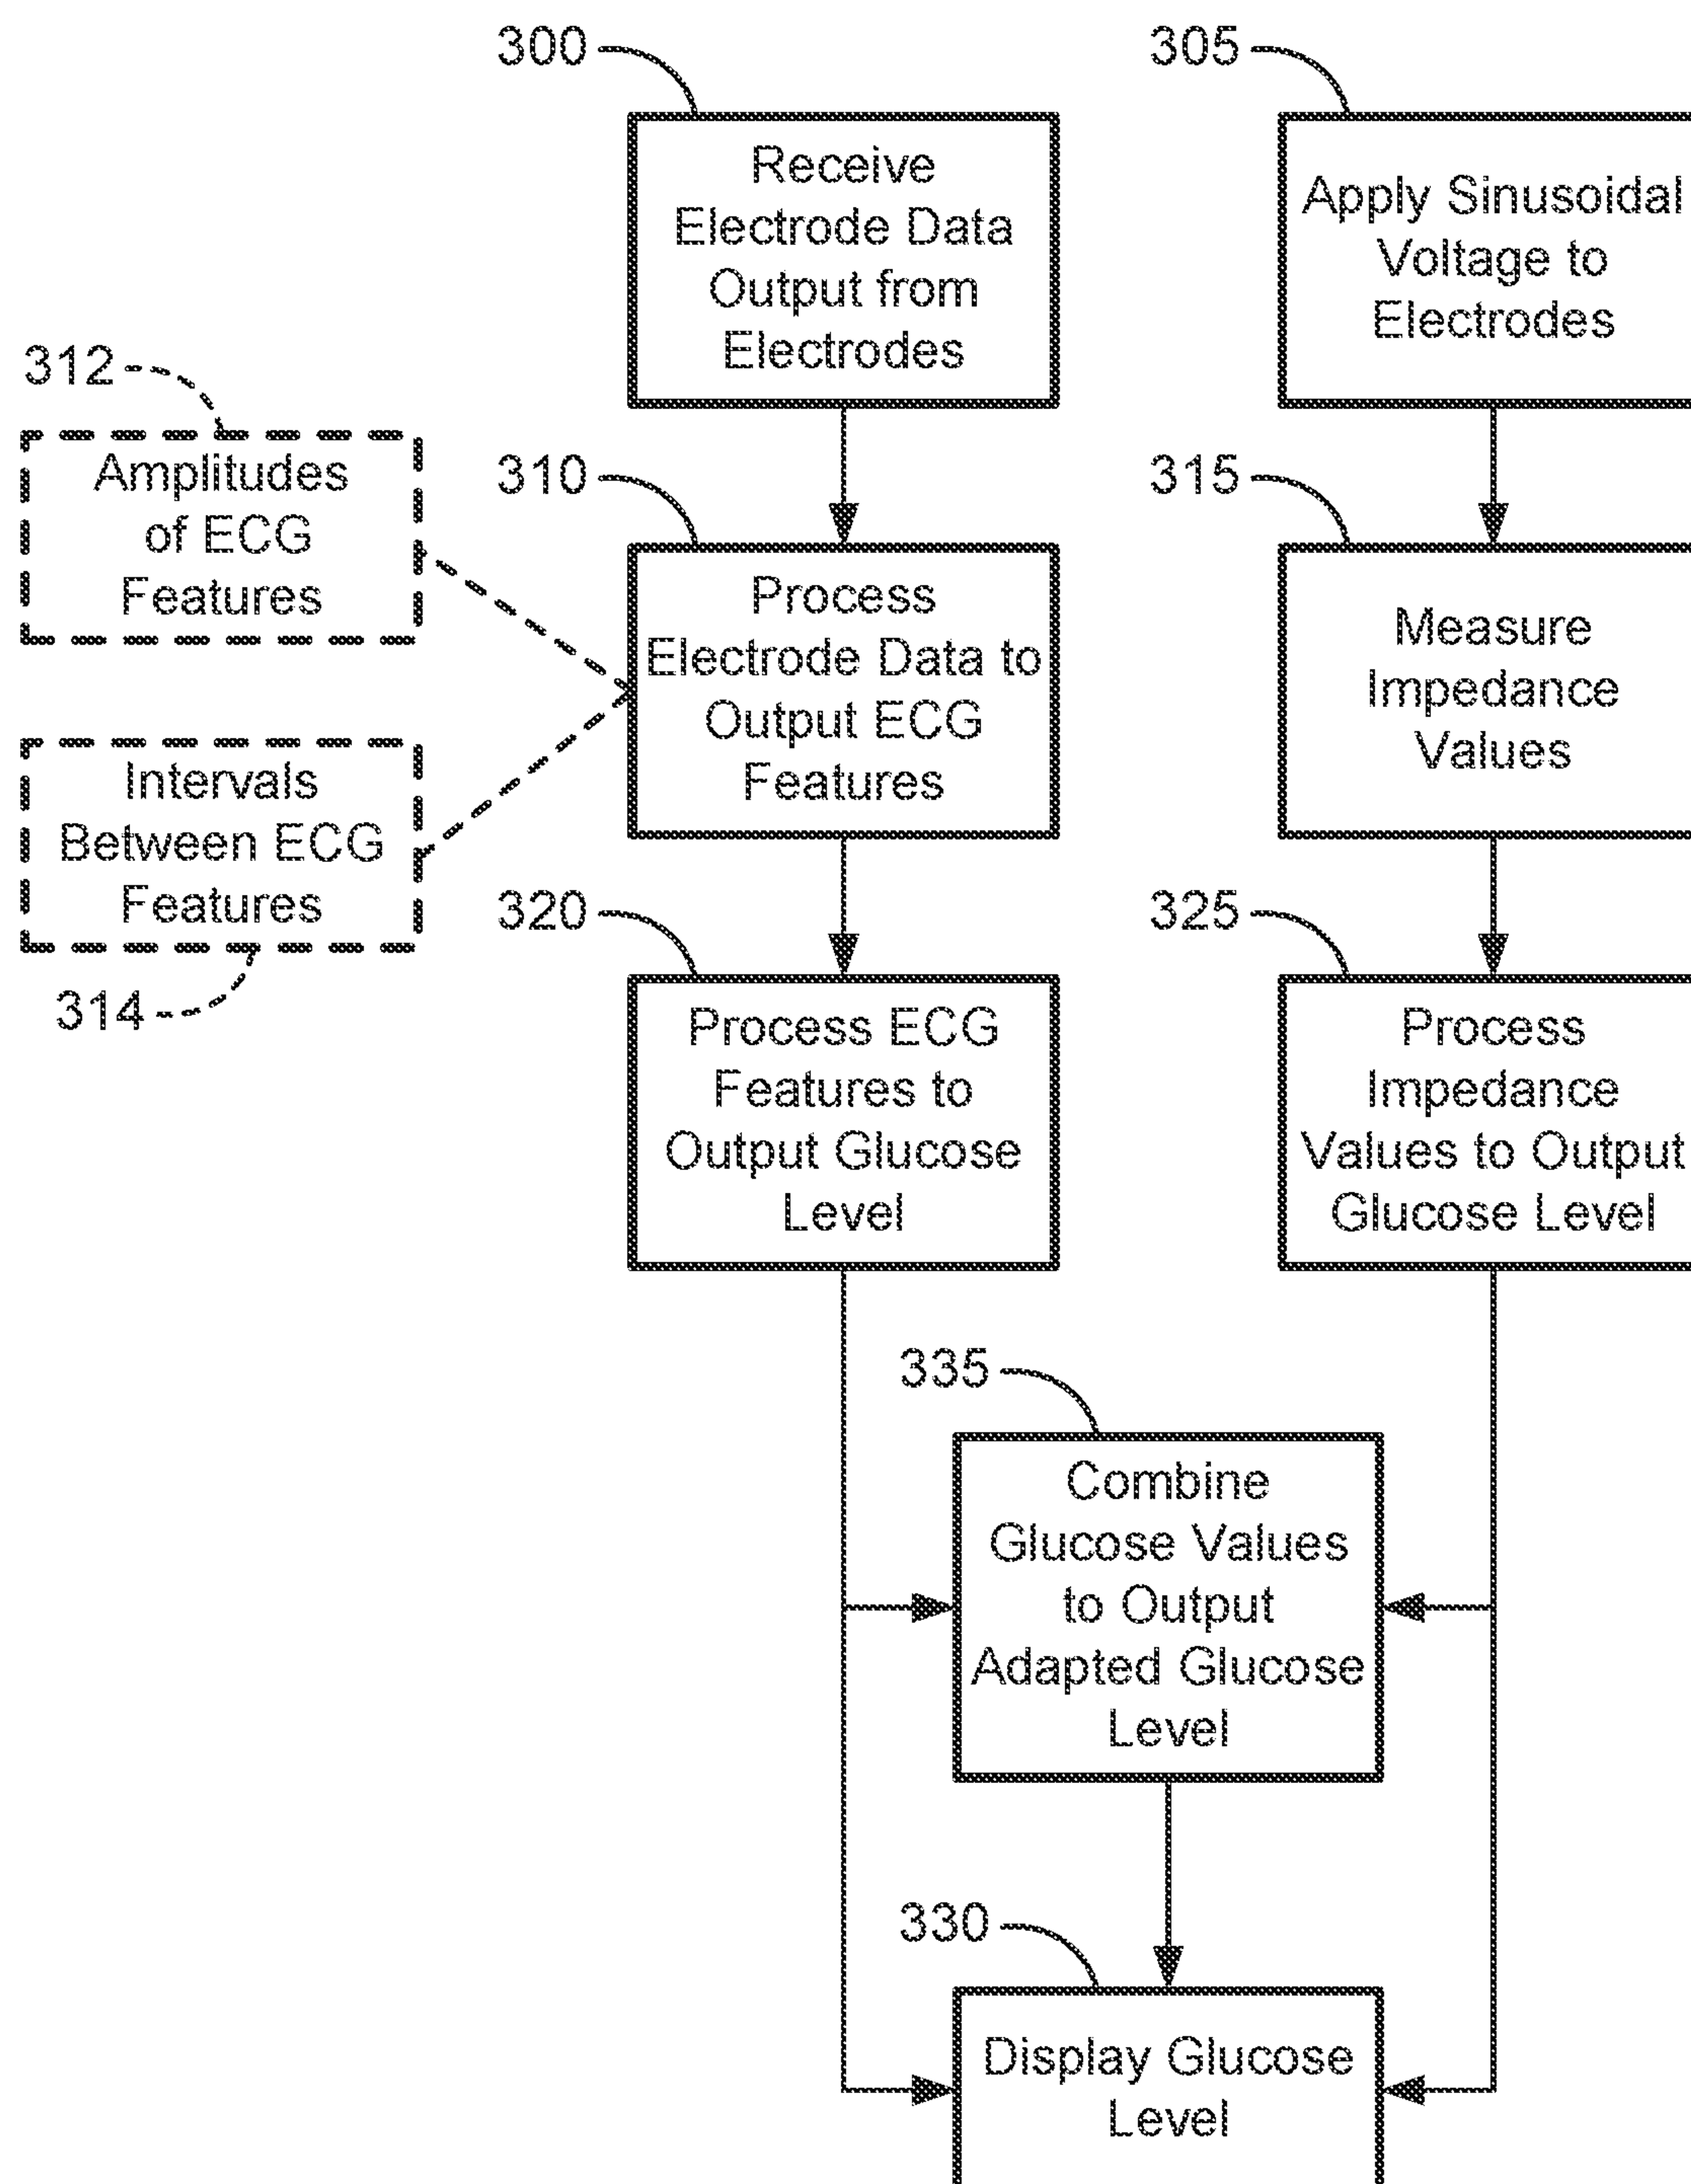 300
305
Receive
Electrode Data
Output from
Electrodes
Apply Sinusoidal
Voltage to
Electrodes
312
Amplitudes
of ECG
Features
310
315
Process
Electrode Data to
Output ECG
Features
Measure
Impedance
Values
Intervals
Between ECG
Features
314
320
325
Process ECG
Features to
Output Glucose
Level
Process
Impedance
Values to Output
Glucose Level
335
Combine
Glucose Values
to Output
Adapted Glucose
Level
330
Display Glucose
Level